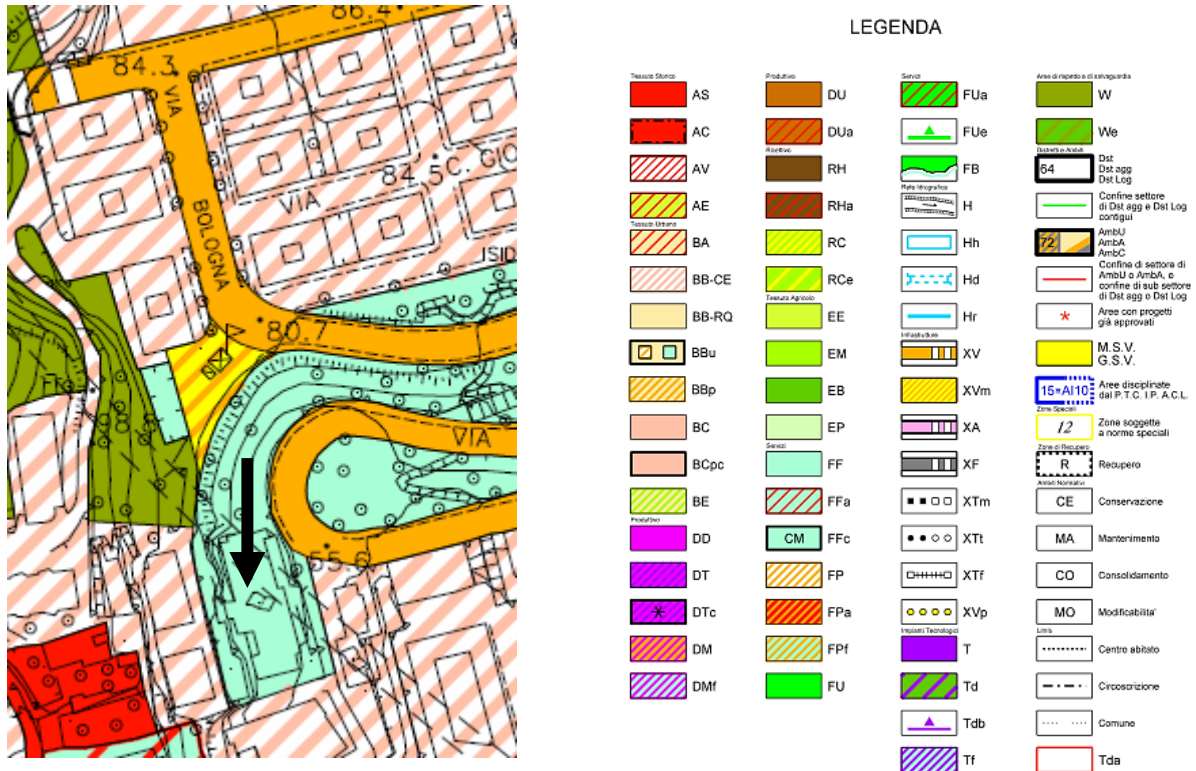 86.4
84.3
VIA
84.5
C. GIO
VIA
BOLOGNA
ISID
80.7
VIA
55.6
LEGENDA
Tessuto Storico
AS
AC
AV
AE
Tessuto Urbano
BA
BB-CE
BB-RQ
BBu
BBp
BC
BCpc
BE
Produttivo
DD
DT
DTc
DM
DMf
Produttivo
DU
DUa
Ricettivo
RH
RHa
RC
RCe
Tessuto Agricolo
EE
EM
EB
EP
Servizi
FF
FFa
CM FFc
FP
FPa
FPf
FU
Servizi
FUa
FUe
FB
Rete Idrografica
H
Hh
Hd
Hr
Infrastrutture
XV
XVm
XA
XF
XTm
XTt
XTf
XVp
Impianti Tecnologici
T
Td
Tdb
Tf
Aree di rispetto e di salvaguardia
W
We
Distretti e Ambiti
64
Dst
Dst agg
Dst Log
Confine settore
di Dst agg e Dst Log
contigui
72
AmbU
AmbA
AmbC
Confine di settore di
AmbU o AmbA, o
confine di sub settore
di Dst agg o Dst Log
* Aree con progetti
già approvati
M.S.V.
G.S.V.
15=AI10 Aree disciplinate
dal P.T.C. I.P. A.C.L.
Zone Speciali
12 Zone soggette
a norme speciali
Zone di Recupero
R Recupero
Ambiti Normativi
CE Conservazione
MA Mantenimento
CO Consolidamento
MO Modificabilita'
Limiti
Centro abitato
Circoscrizione
Comune
Tda